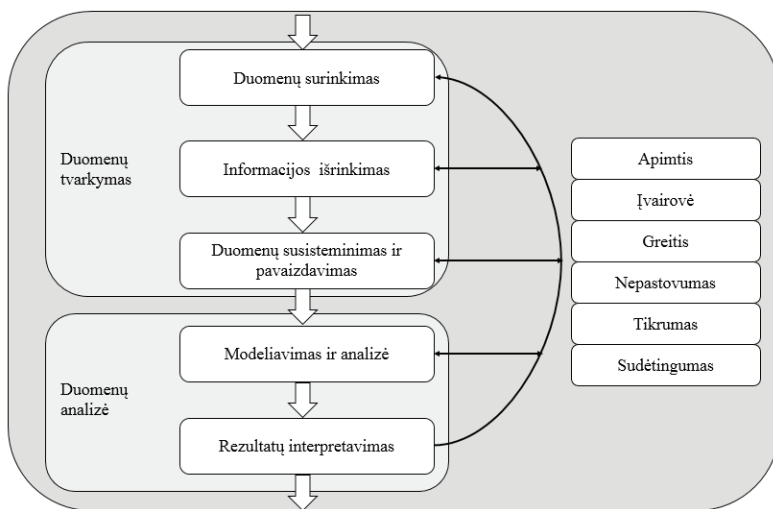 Duomenų surinkimas
Duomenų
tvarkymas
Informacijos išrinkimas
Duomenų susisteminimas ir
pavaizdavimas
Duomenų
analizė
Modeliavimas ir analizė
Rezultatų interpretavimas
Apimtis
Įvairovė
Greitis
Nepastovumas
Tikrumas
Sudėtingumas